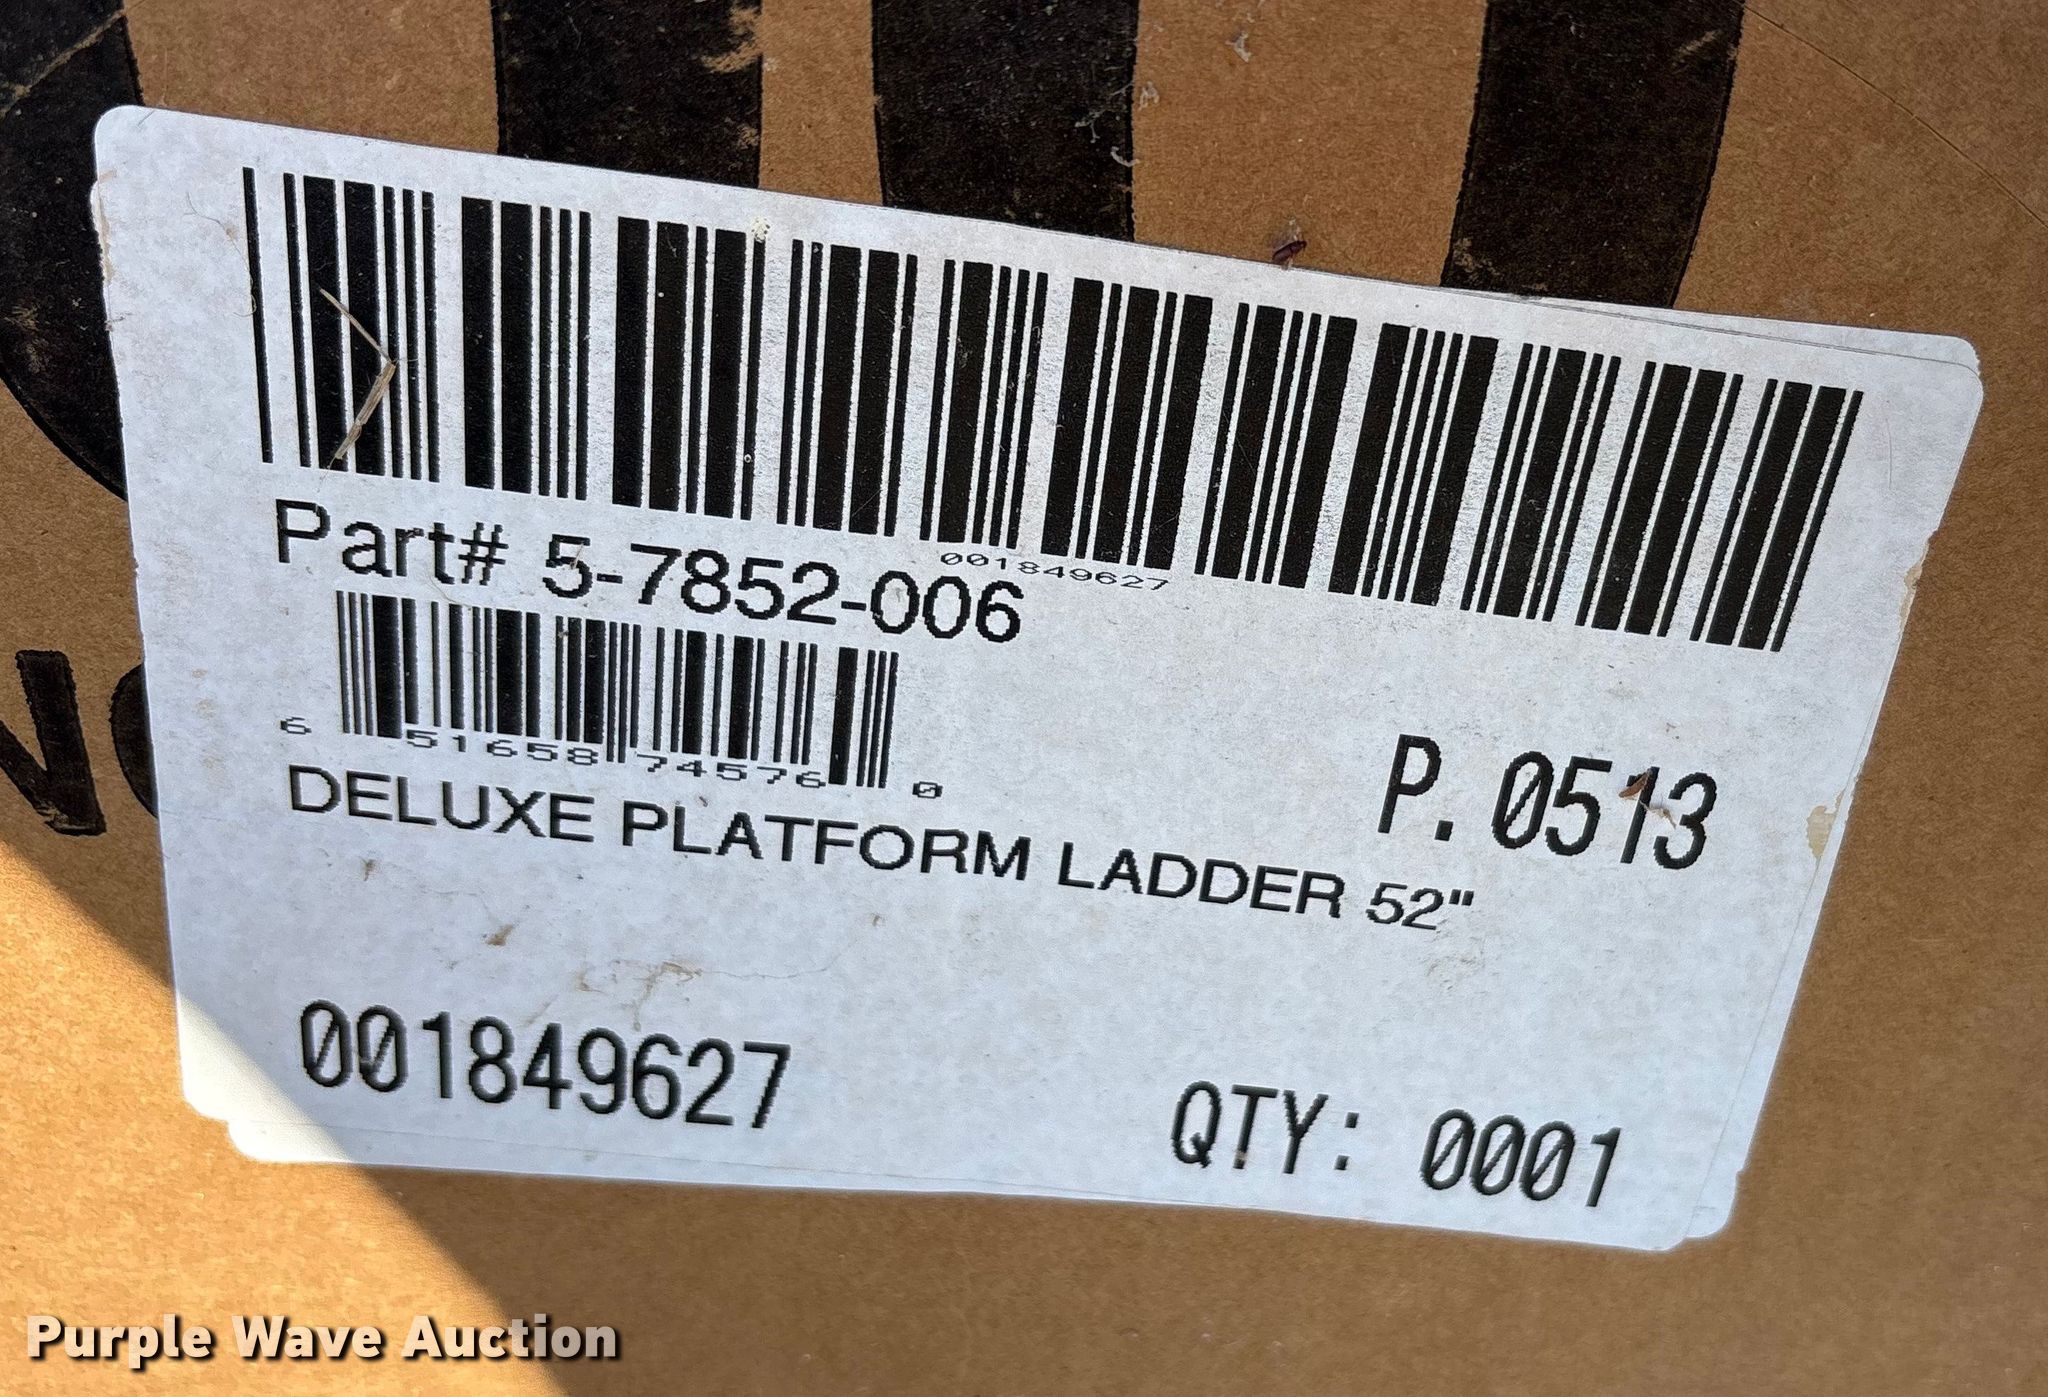 001849627
Part# 5-7852-006
6 51658 74576 0
P. 0513
DELUXE PLATFORM LADDER 52"
001849627
QTY: 0001
Purple Wave Auction